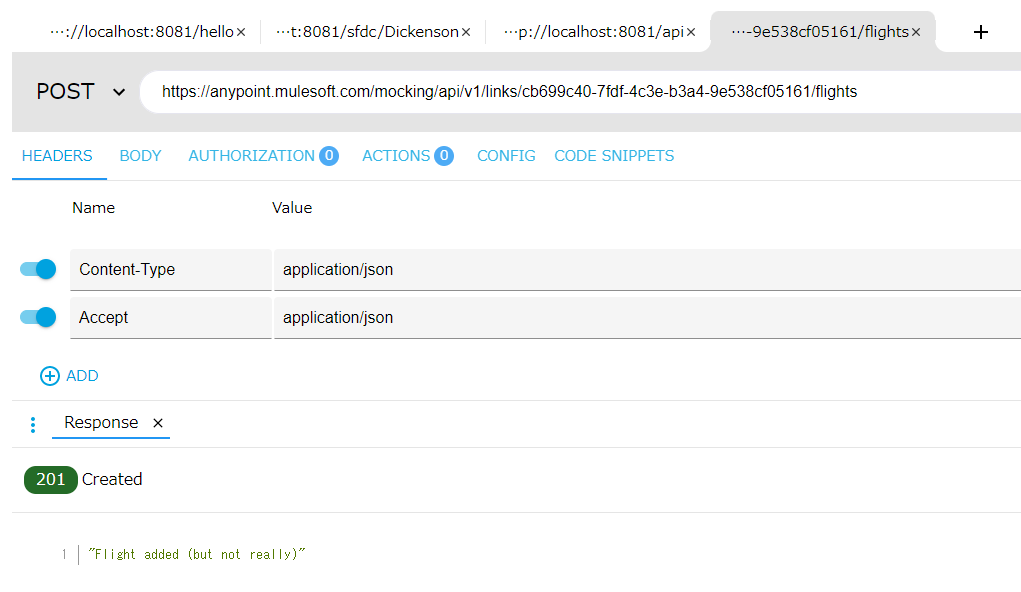 ···://localhost:8081/hello× ···t:8081/sfdc/Dickenson× ···p://localhost:8081/api× ···-9e538cf05161/flights× +
POST https://anypoint.mulesoft.com/mocking/api/v1/links/cb699c40-7fdf-4c3e-b3a4-9e538cf05161/flights
HEADERS BODY AUTHORIZATION 0 ACTIONS 0 CONFIG CODE SNIPPETS
Name Value
Content-Type application/json
Accept application/json
ADD
Response ×
201 Created
1 "Flight added (but not really)"